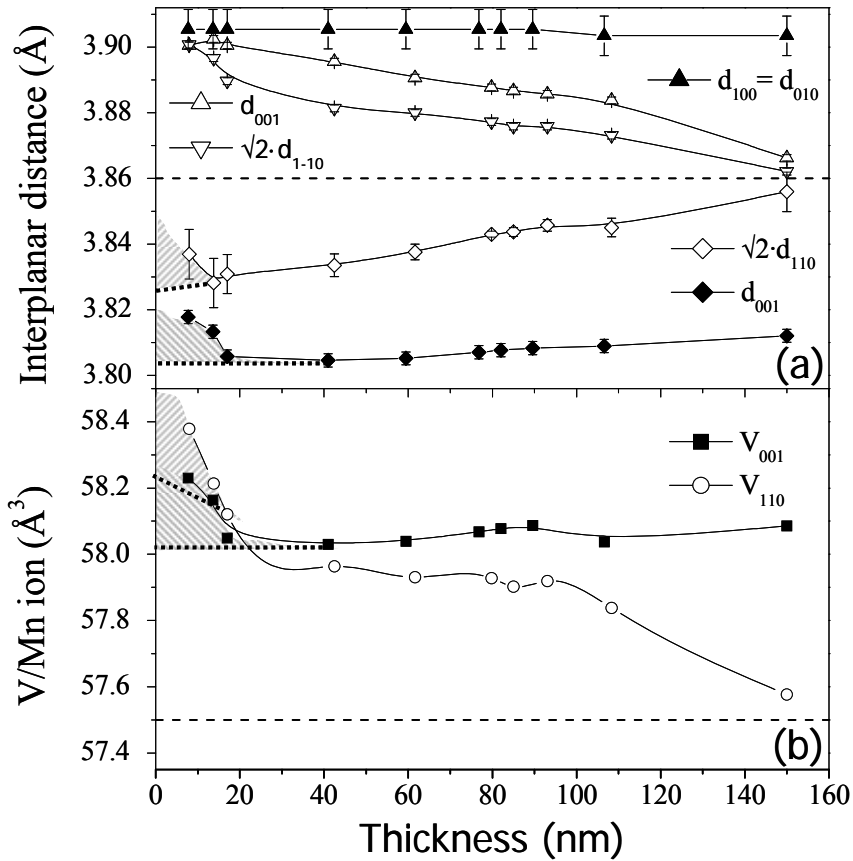 3.90
3.88
3.86
3.84
3.82
3.80
Interplanar distance (Å)
d₁₀₀= d₀₁₀
d₀₀₁
√2·d₁₋₁₀
√2·d₁₁₀
d₀₀₁
(a)
58.4
58.2
58.0
57.8
57.6
57.4
V/Mn ion (Å³)
V₀₀₁
V₁₁₀
(b)
0 20 40 60 80 100 120 140 160
Thickness (nm)